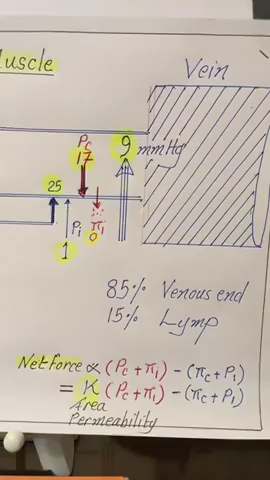 Muscle
Vein
Pc
17
9 mmHg
25
Pi
πi
0
1
85% Venous end
15% Lymp
Net force ∝ (Pc + πi) - (πc + Pi)
= K (Pc + πi) - (πc + Pi)
Area
Permeability